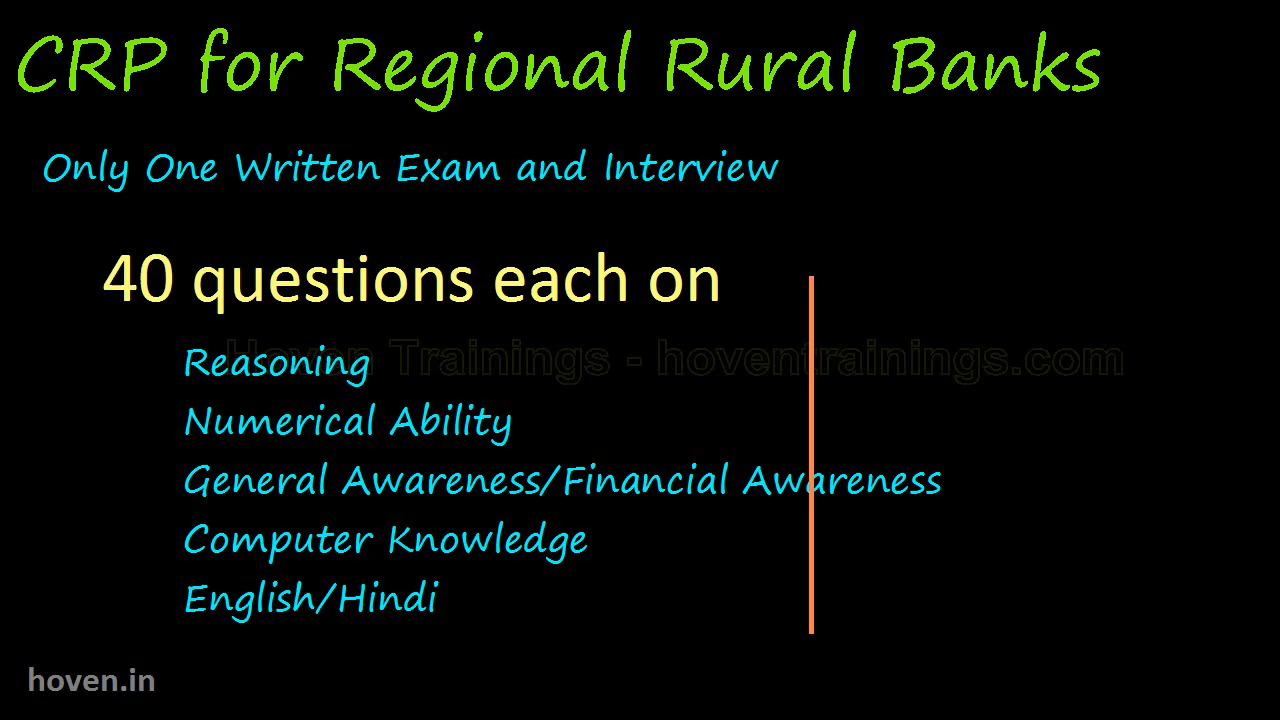 CRP for Regional Rural Banks
Only One Written Exam and Interview
40 questions each on
Hoven Trainings - hoventrainings.com
Reasoning
Numerical Ability
General Awareness/Financial Awareness
Computer Knowledge
English/Hindi
hoven.in